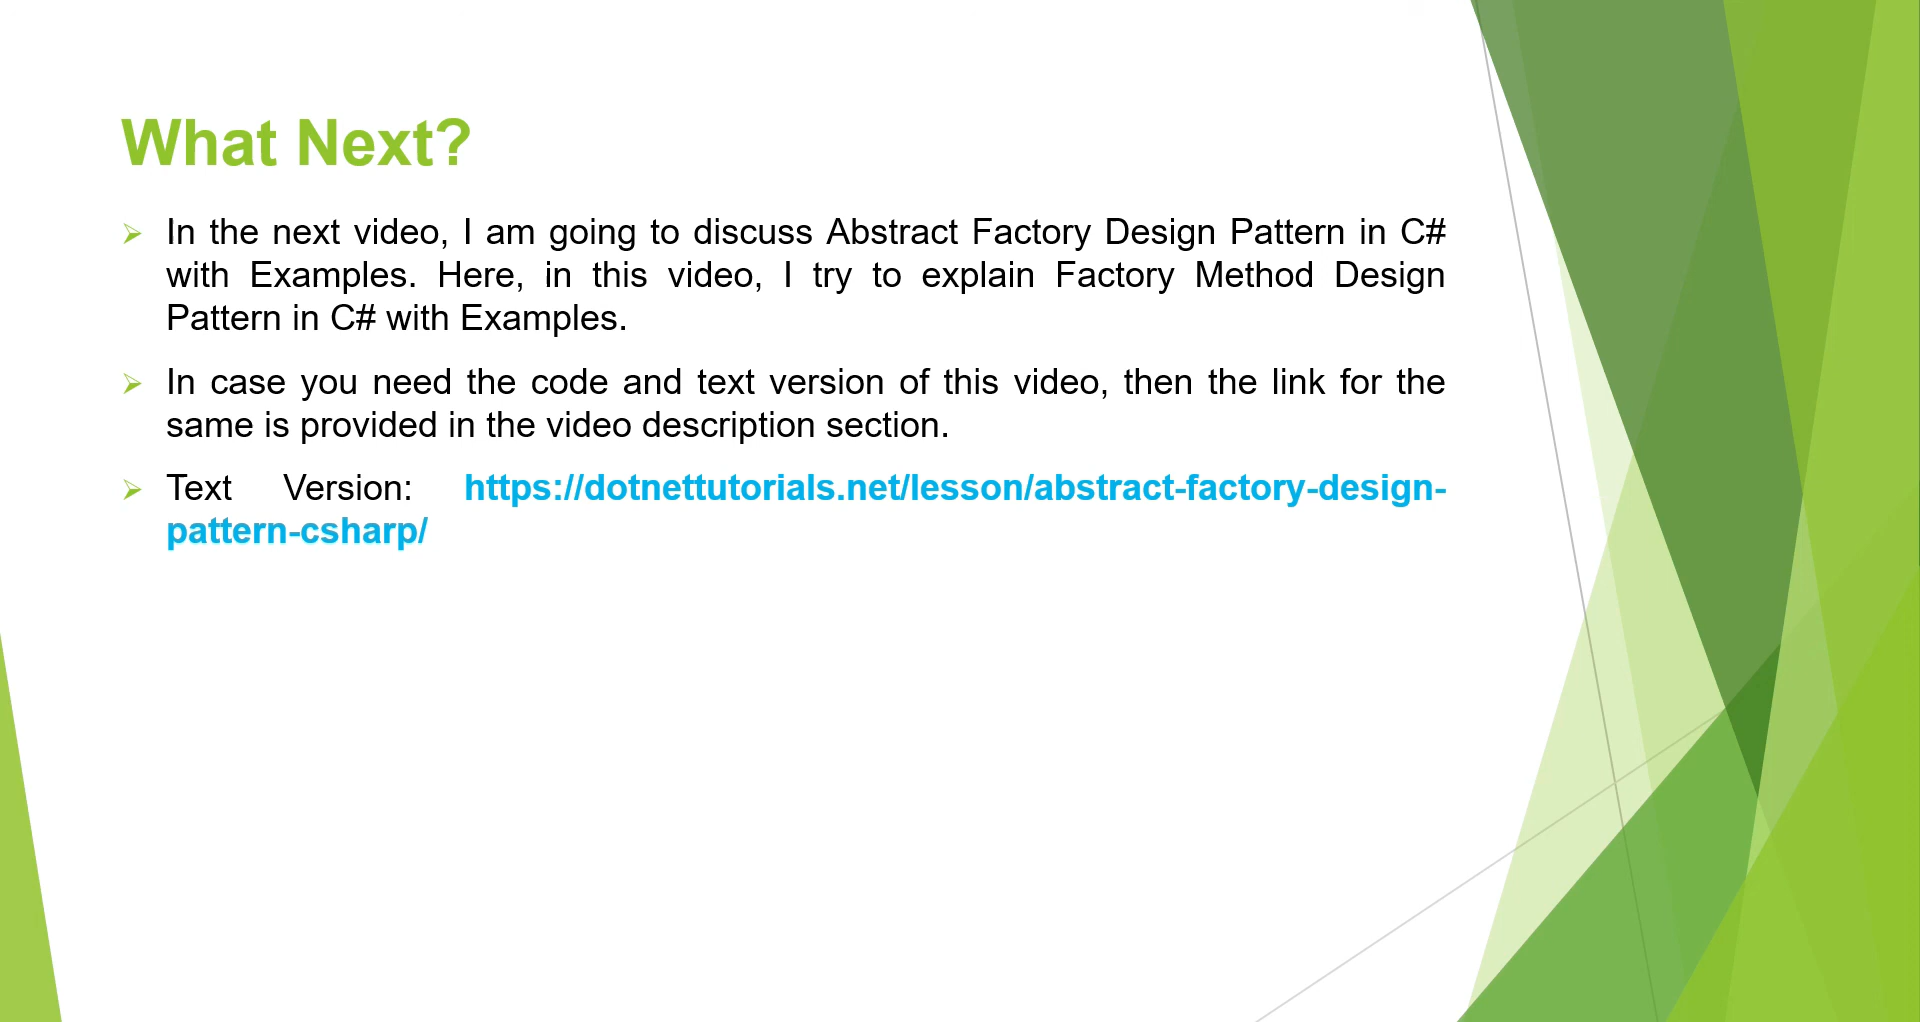 What Next?
In the next video, I am going to discuss Abstract Factory Design Pattern in C#
with Examples. Here, in this video, I try to explain Factory Method Design
Pattern in C# with Examples.
In case you need the code and text version of this video, then the link for the
same is provided in the video description section.
Text Version: https://dotnettutorials.net/lesson/abstract-factory-design-
pattern-csharp/